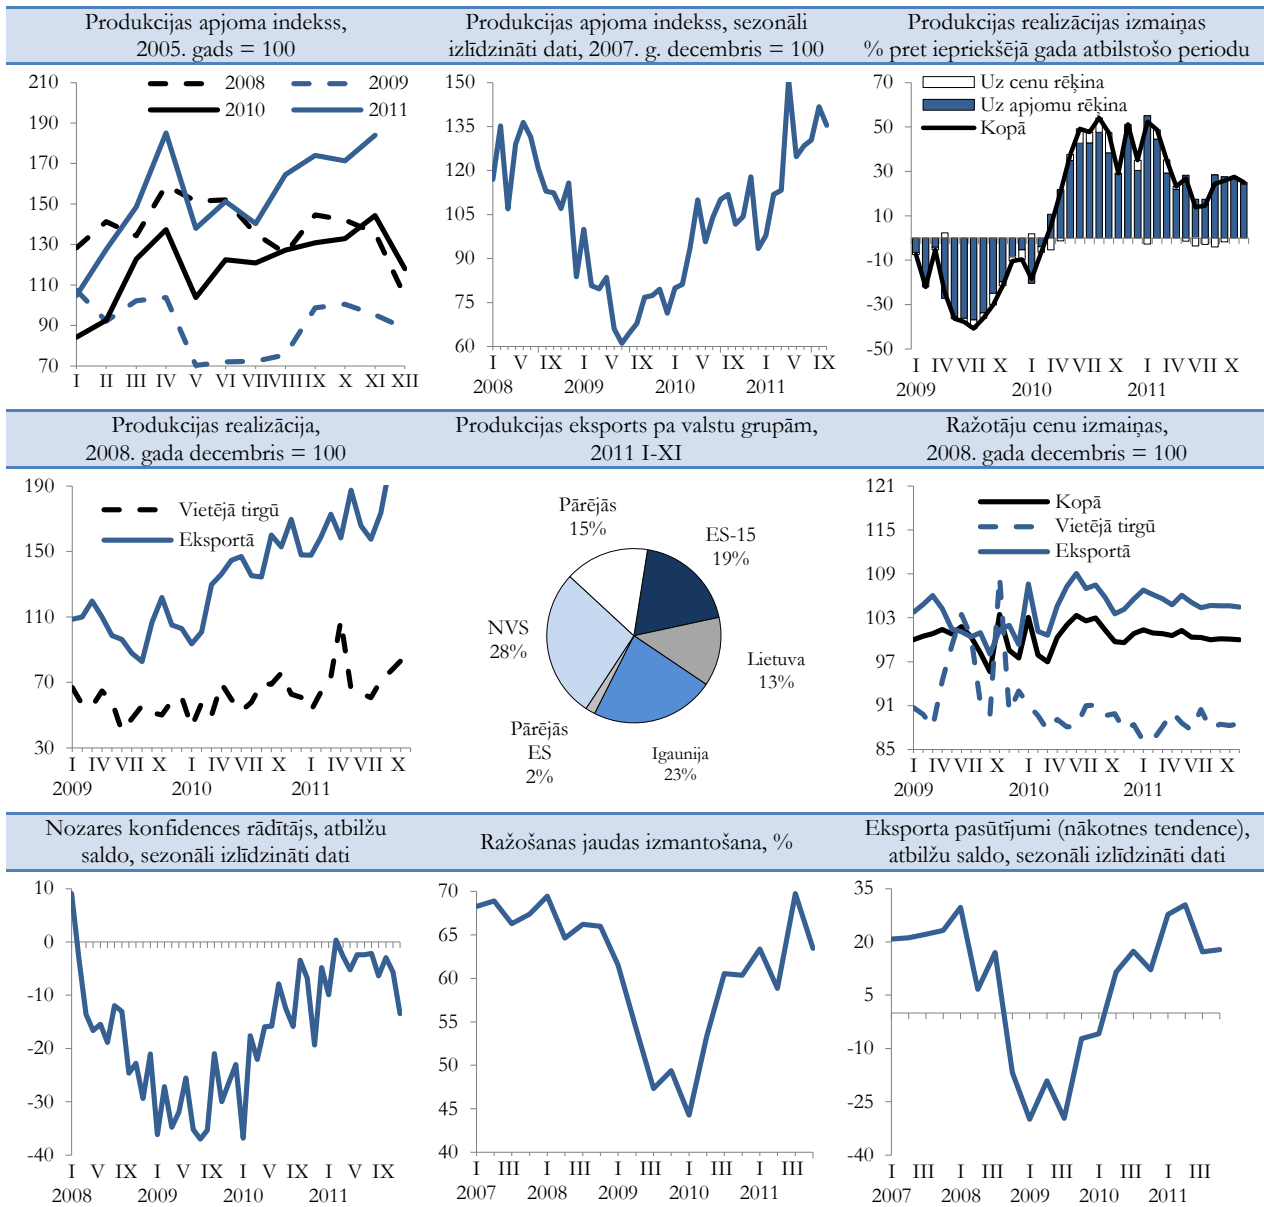 Produkcijas apjoma indekss,
2005. gads = 100
210
190
170
150
130
110
90
70
2008
2009
2010
2011
I II III IV V VI VII VIII IX X XI XII
Produkcijas apjoma indekss, sezonāli
izlīdzināti dati, 2007. g. decembris = 100
150
135
120
105
90
75
60
I V IX I V IX I V IX I V IX
2008 2009 2010 2011
Produkcijas realizācijas izmaiņas
% pret iepriekšējā gada atbilstošo periodu
70
50
30
10
-10
-30
-50
Uz cenu rēķina
Uz apjomu rēķina
Kopā
I IV VII X I IV VII X I IV VII X
2009 2010 2011
Produkcijas realizācija,
2008. gada decembris = 100
190
150
110
70
30
Vietējā tirgū
Eksportā
I IV VII X I IV VII X I IV VII X
2009 2010 2011
Produkcijas eksports pa valstu grupām,
2011 I-XI
Pārējās
15%
ES-15
19%
NVS
28%
Lietuva
13%
Pārējās
ES
2%
Igaunija
23%
Ražotāju cenu izmaiņas,
2008. gada decembris = 100
121
115
109
103
97
91
85
Kopā
Vietējā tirgū
Eksportā
I IV VII X I IV VII X I IV VII X
2009 2010 2011
Nozares konfidences rādītājs, atbilžu
saldo, sezonāli izlīdzināti dati
10
0
-10
-20
-30
-40
I V IX I V IX I V IX I V IX
2008 2009 2010 2011
Ražošanas jaudas izmantošana, %
70
65
60
55
50
45
40
I III I III I III I III I III
2007 2008 2009 2010 2011
Eksporta pasūtījumi (nākotnes tendence),
atbilžu saldo, sezonāli izlīdzināti dati
35
20
5
-10
-25
-40
I III I III I III I III I III
2007 2008 2009 2010 2011